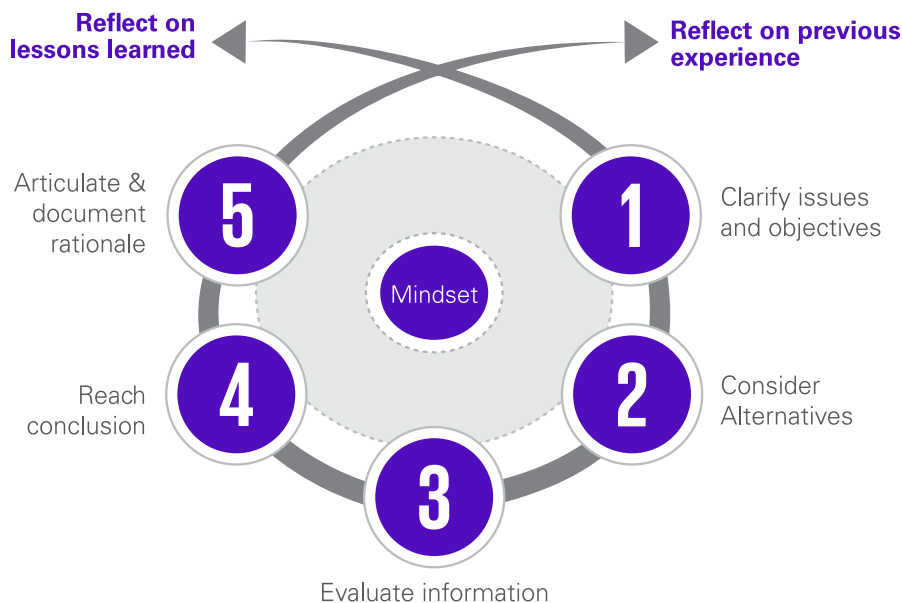 Reflect on
lessons learned
Reflect on previous
experience
1
Clarify issues
and objectives
2
Consider
Alternatives
3
Evaluate information
4
Reach
conclusion
5
Articulate &
document
rationale
Mindset